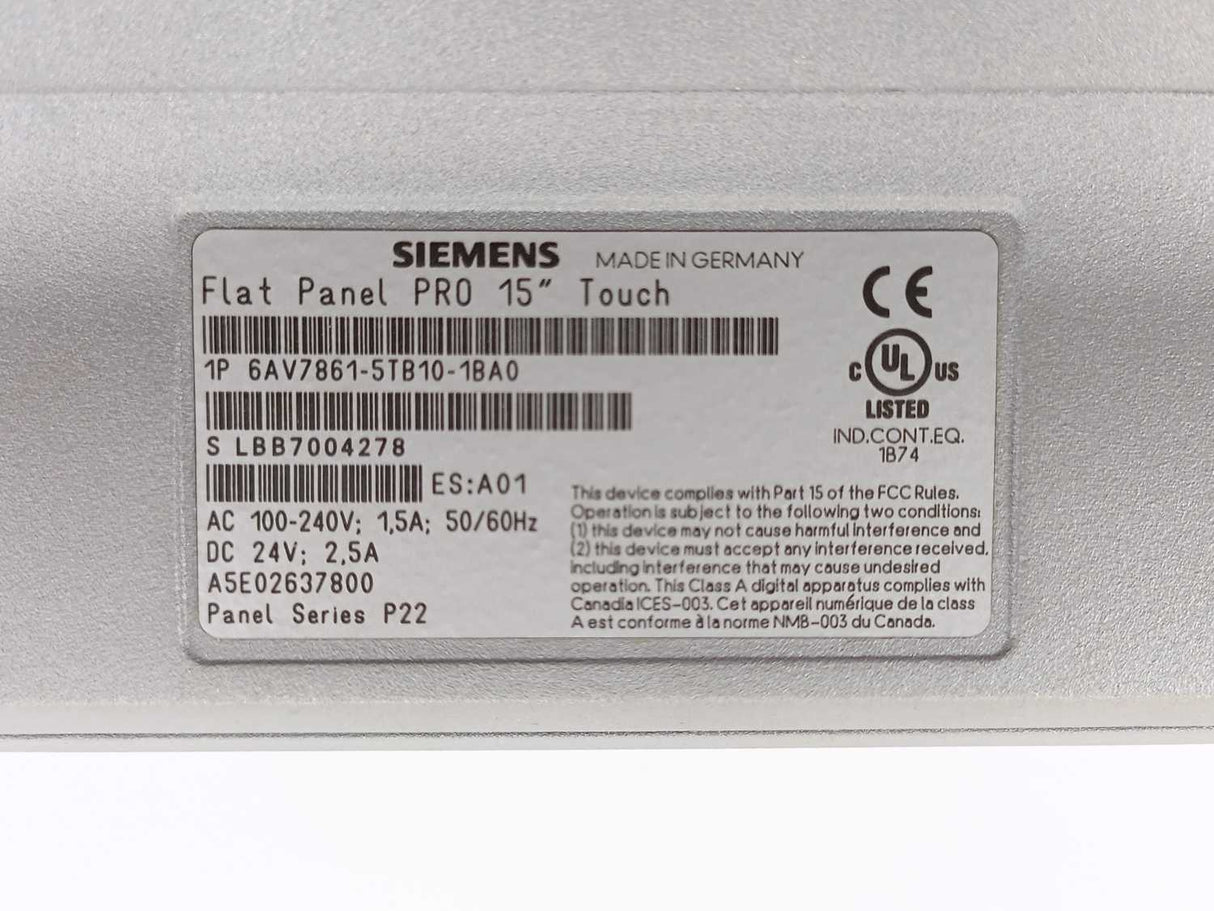 SIEMENS MADE IN GERMANY
Flat Panel PRO 15" Touch
1P 6AV7861-5TB10-1BA0
S LBB7004278
ES:A01
AC 100-240V; 1,5A; 50/60Hz
DC 24V; 2,5A
A5E02637800
Panel Series P22
CE
C UL US
LISTED
IND.CONT.EQ.
1B74
This device complies with Part 15 of the FCC Rules.
Operation is subject to the following two conditions:
(1) this device may not cause harmful interference and
(2) this device must accept any interference received,
including interference that may cause undesired
operation. This Class A digital apparatus complies with
Canadia ICES-003. Cet appareil numérique de la class
A est conforme à la norme NMB-003 du Canada.